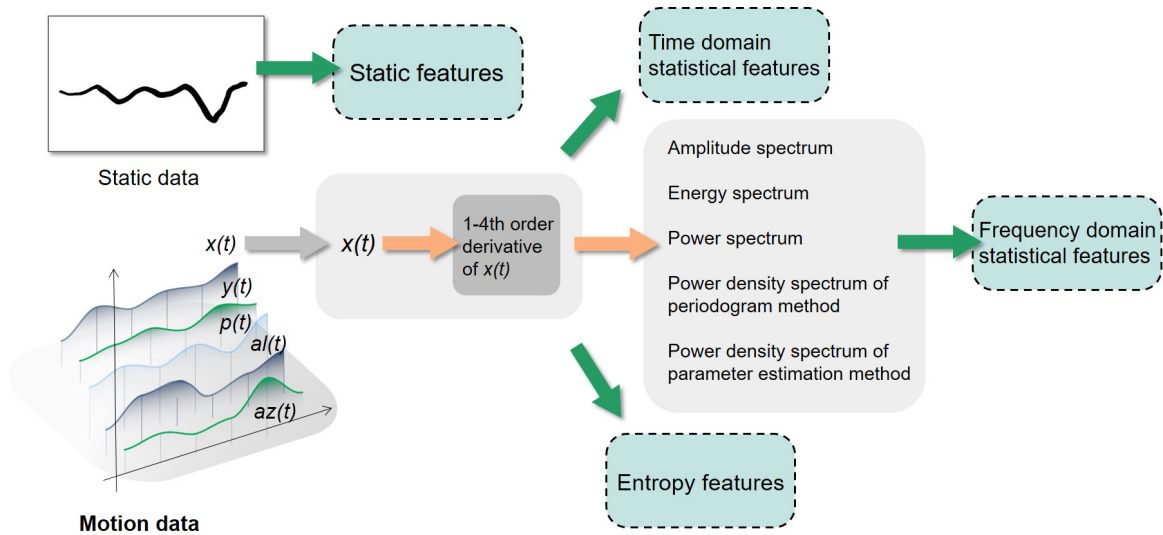 Static data
Static features
Time domain
statistical features
x(t)
y(t)
p(t)
al(t)
az(t)
Motion data
x(t)
1-4th order
derivative
of x(t)
Amplitude spectrum
Energy spectrum
Power spectrum
Power density spectrum of
periodogram method
Power density spectrum of
parameter estimation method
Frequency domain
statistical features
Entropy features